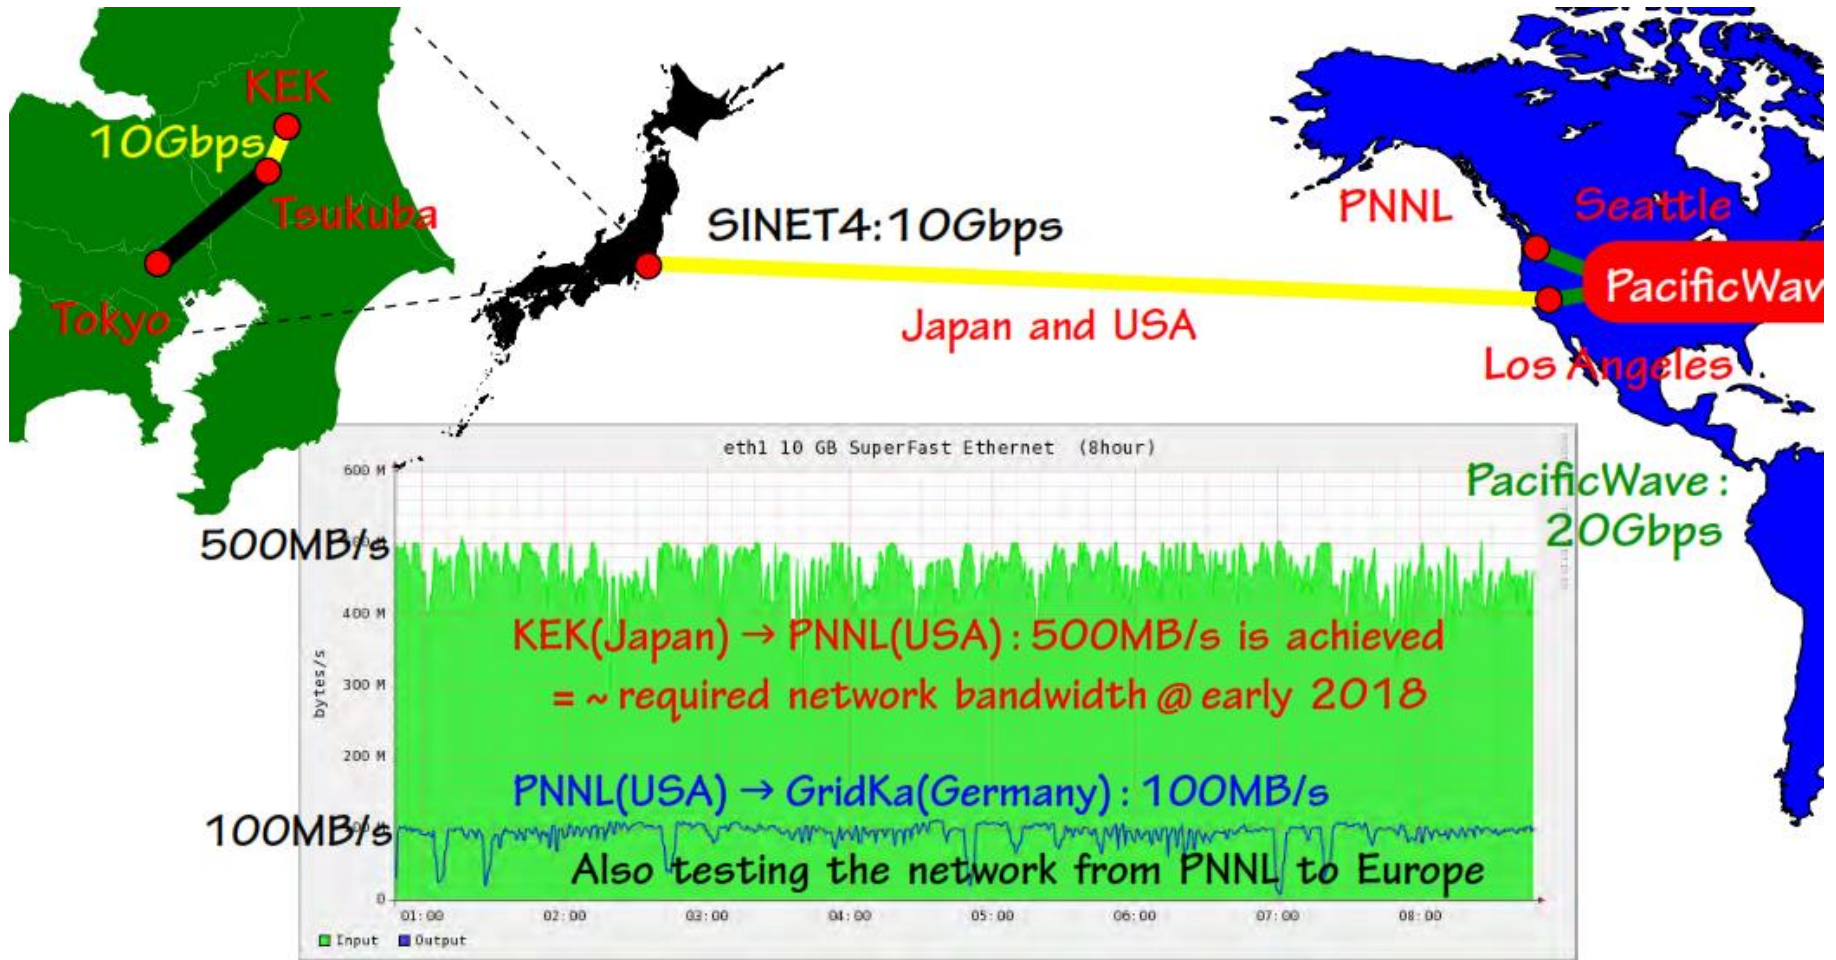 KEK
10Gbps
Tsukuba
Tokyo
SINET4:10Gbps
Japan and USA
PNNL
Seattle
PacificWav
Los Angeles
PacificWave :
20Gbps
eth1 10 GB SuperFast Ethernet (8hour)
600 M
500MB/s
400 M
300 M
200 M
100MB/s
0
bytes/s
KEK(Japan) → PNNL(USA) : 500MB/s is achieved
= ~ required network bandwidth @ early 2018
PNNL(USA) → GridKa(Germany) : 100MB/s
Also testing the network from PNNL to Europe
01:00 02:00 03:00 04:00 05:00 06:00 07:00 08:00
Input Output